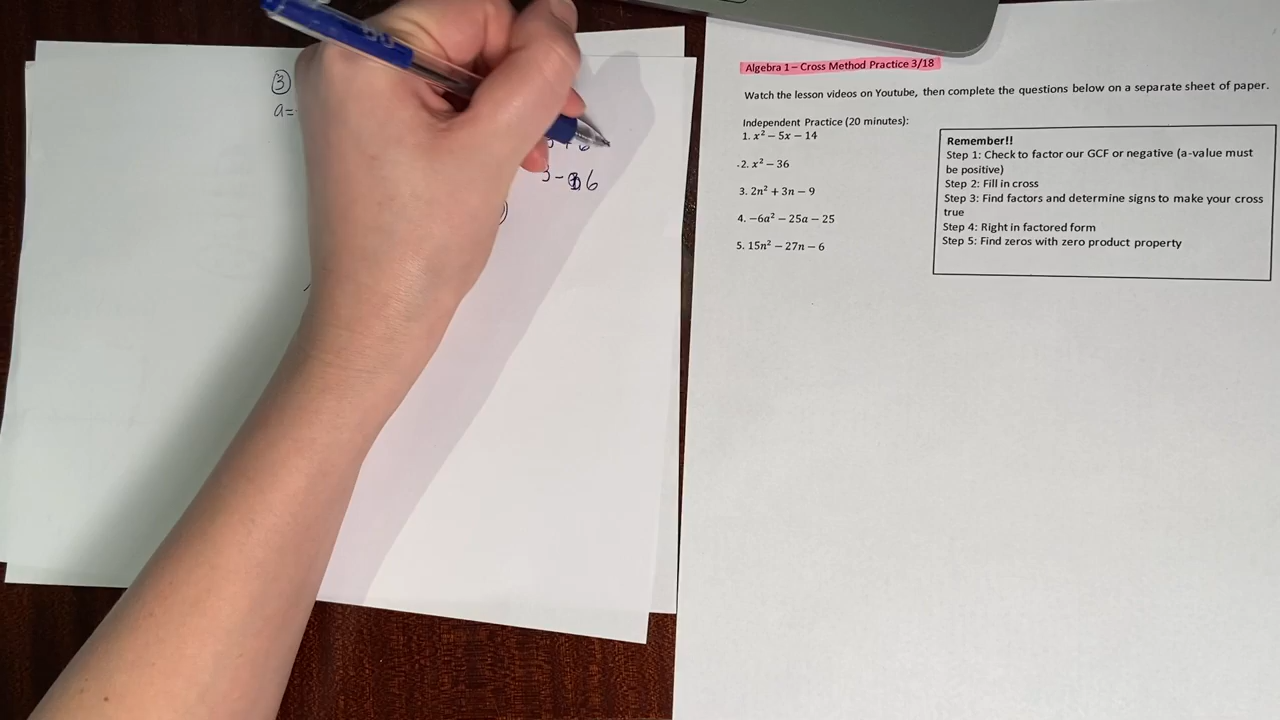 ③
a=
3-6
Algebra 1 – Cross Method Practice 3/18
Watch the lesson videos on Youtube, then complete the questions below on a separate sheet of paper.
Independent Practice (20 minutes):
1. x² − 5x − 14
2. x² − 36
3. 2n² + 3n − 9
4. −6a² − 25a − 25
5. 15n² − 27n − 6
Remember!!
Step 1: Check to factor our GCF or negative (a-value must
be positive)
Step 2: Fill in cross
Step 3: Find factors and determine signs to make your cross
true
Step 4: Right in factored form
Step 5: Find zeros with zero product property